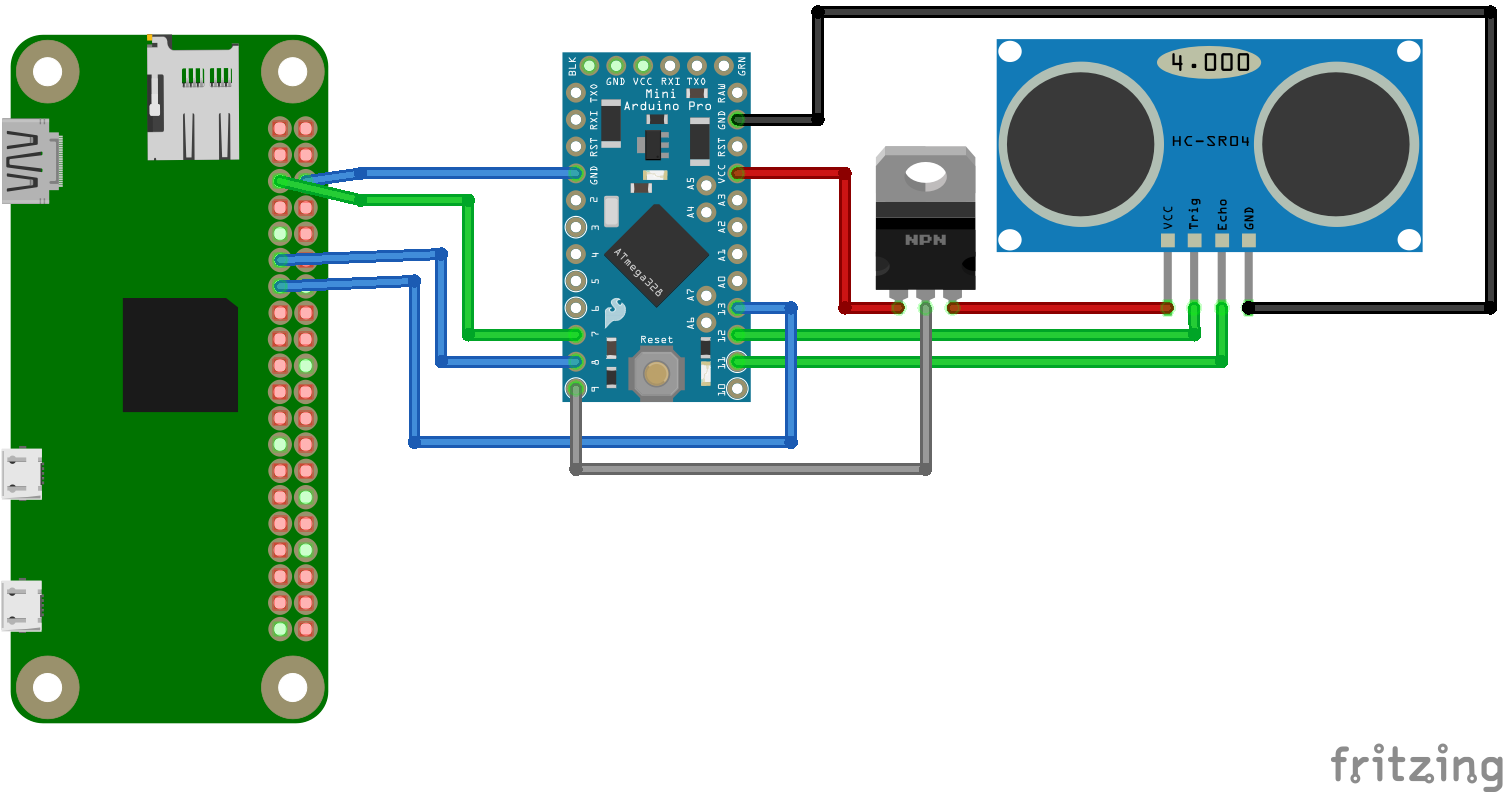 BLK
GND VCC RXI TXO
GRN
Mini
Arduino Pro
TXO
RXI
RST
GND
2
3
4
5
6
7
8
9
RAW
GND
RST
VCC
A3
A2
A1
A0
13
12
11
10
A5
A4
A7
A6
ATmega328
Reset
NPN
4.000
HC-SR04
VCC
Trig
Echo
GND
fritzing